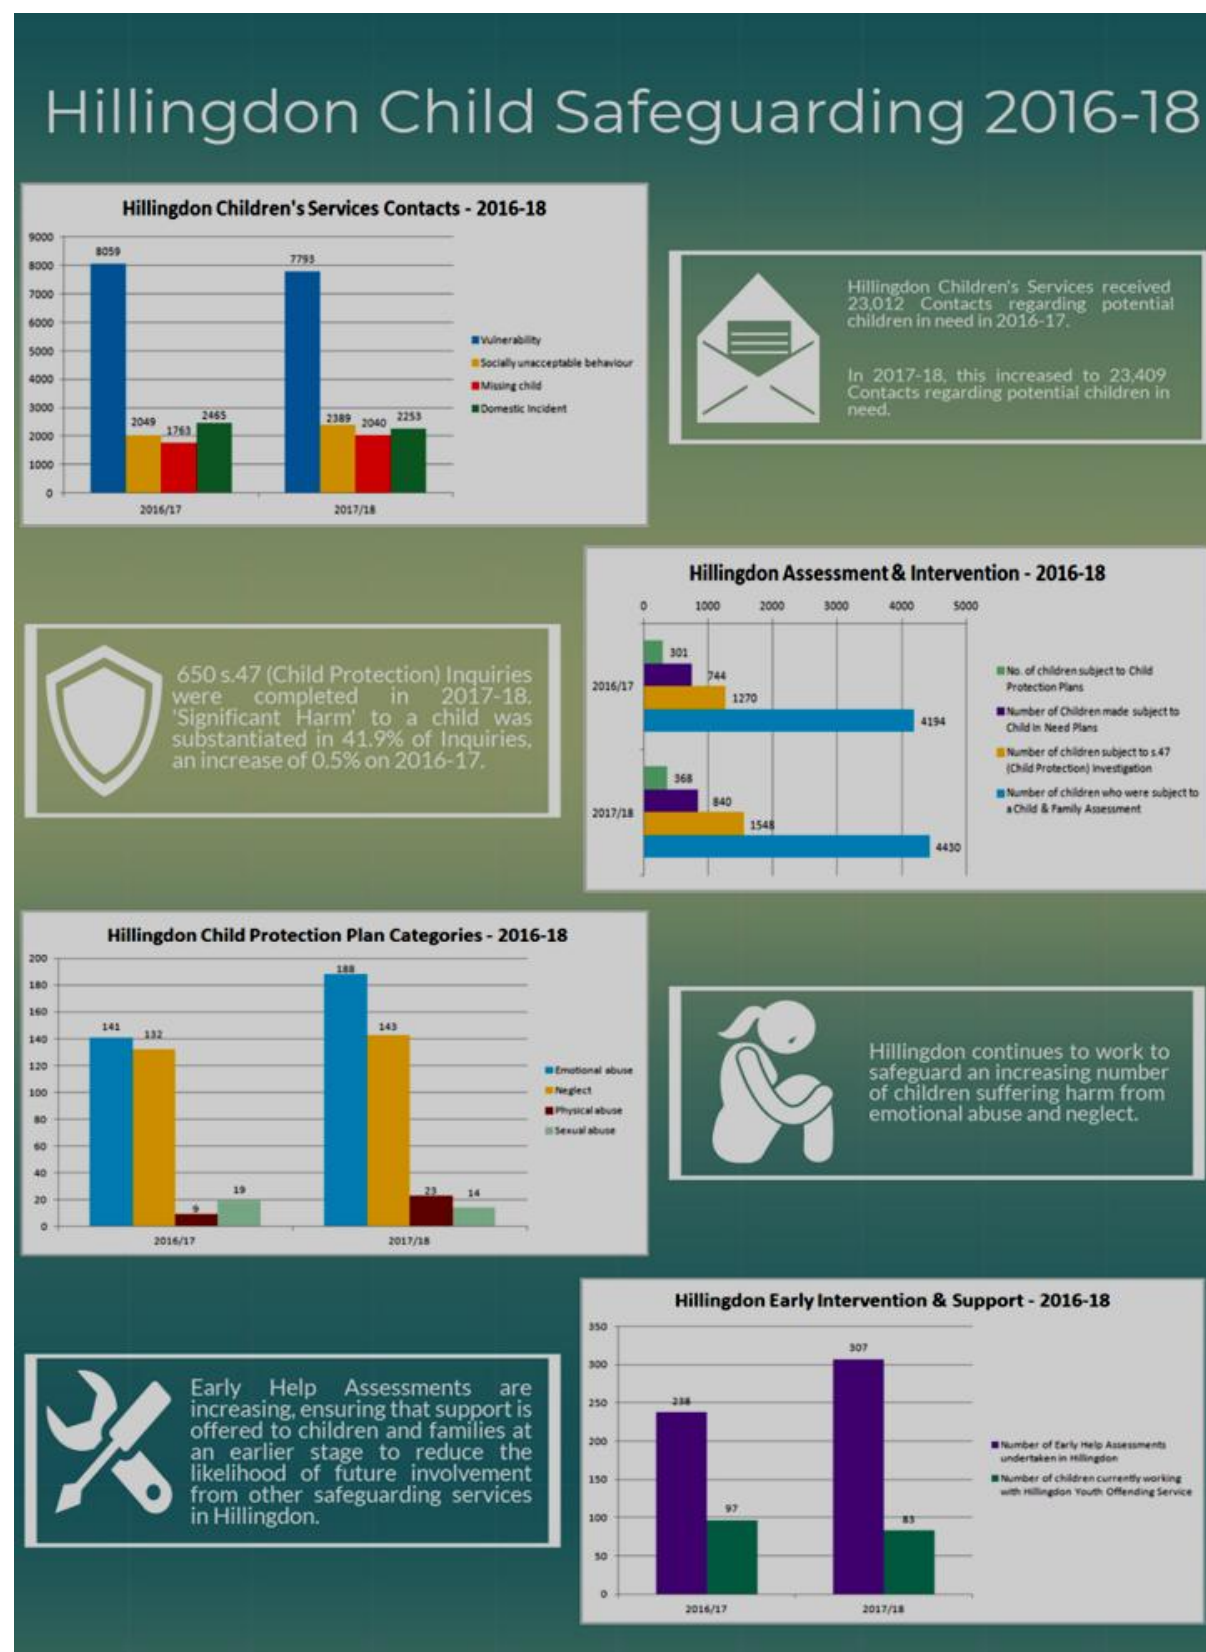 Hillingdon Child Safeguarding 2016-18
Hillingdon Children's Services Contacts - 2016-18
9000
8000
7000
6000
5000
4000
3000
2000
1000
0
8059
2049
1763
2465
7793
2389
2040
2253
2016/17
2017/18
Vulnerability
Socially unacceptable behaviour
Missing child
Domestic Incident
Hillingdon Children's Services received
23,012 Contacts regarding potential
children in need in 2016-17.
In 2017-18, this increased to 23,409
Contacts regarding potential children in
need.
650 s.47 (Child Protection) Inquiries
were completed in 2017-18.
'Significant Harm' to a child was
substantiated in 41.9% of Inquiries,
an increase of 0.5% on 2016-17.
Hillingdon Assessment & Intervention - 2016-18
0 1000 2000 3000 4000 5000
2016/17
301
744
1270
4194
2017/18
368
840
1548
4430
No. of children subject to Child
Protection Plans
Number of Children made subject to
Child In Need Plans
Number of children subject to s.47
(Child Protection) Investigation
Number of children who were subject to
a Child & Family Assessment
Hillingdon Child Protection Plan Categories - 2016-18
200
180
160
140
120
100
80
60
40
20
0
141
132
9
19
188
143
23
14
2016/17
2017/18
Emotional abuse
Neglect
Physical abuse
Sexual abuse
Hillingdon continues to work to
safeguard an increasing number
of children suffering harm from
emotional abuse and neglect.
Early Help Assessments are
increasing, ensuring that support is
offered to children and families at
an earlier stage to reduce the
likelihood of future involvement
from other safeguarding services
in Hillingdon.
Hillingdon Early Intervention & Support - 2016-18
350
300
250
200
150
100
50
0
238
97
307
83
2016/17
2017/18
Number of Early Help Assessments
undertaken in Hillingdon
Number of children currently working
with Hillingdon Youth Offending Service